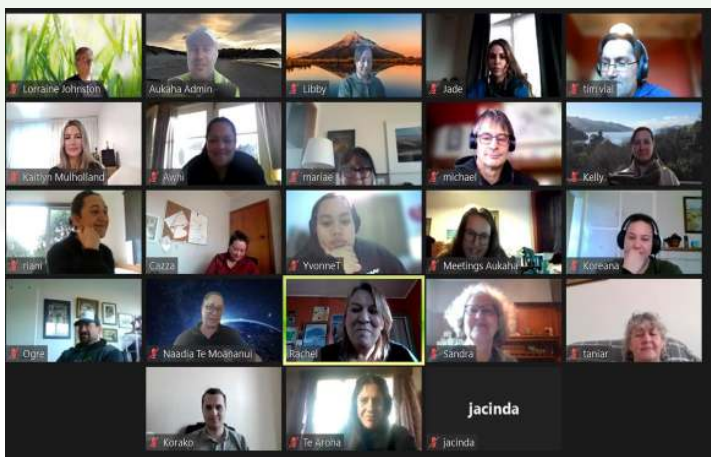 Lorraine Johnston
Aukaha Admin
Libby
Jade
tim vial
Kaitlyn Mulholland
Awhi
mariae
michael
Kelly
riani
Cazza
YvonneT
Meetings Aukaha
Koreana
Ogre
Naadia Te Moananui
Rachel
Sandra
taniar
Korako
Te Aroha
jacinda
jacinda